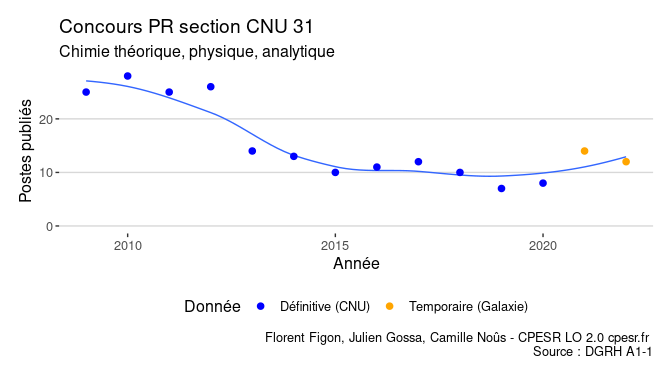 Concours PR section CNU 31
Chimie théorique, physique, analytique
Postes publiés
20
10
0
2010
2015
2020
Année
Donnée
Définitive (CNU)
Temporaire (Galaxie)
Florent Figon, Julien Gossa, Camille Noûs - CPESR LO 2.0 cpesr.fr
Source : DGRH A1-1